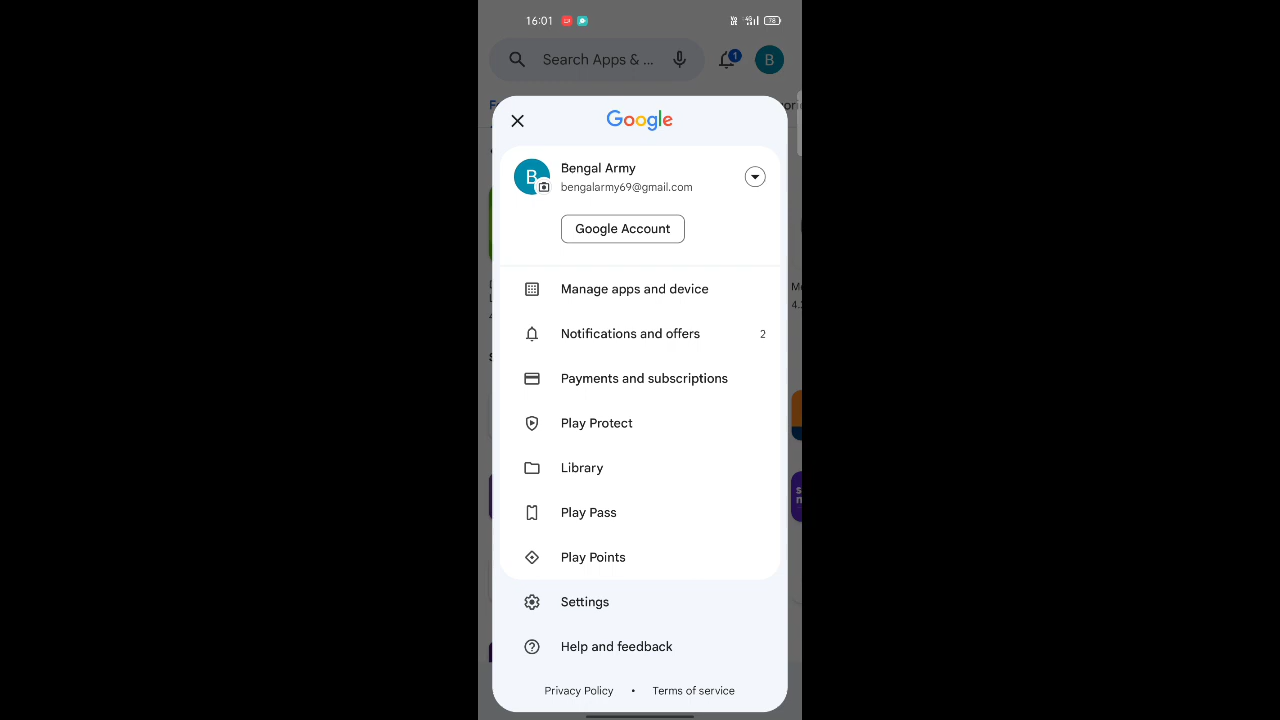 16:01
78
Search Apps & ...
1
B
Google
B
Bengal Army
bengalarmy69@gmail.com
Google Account
Manage apps and device
Notifications and offers 2
Payments and subscriptions
Play Protect
Library
Play Pass
Play Points
Settings
Help and feedback
Privacy Policy • Terms of service